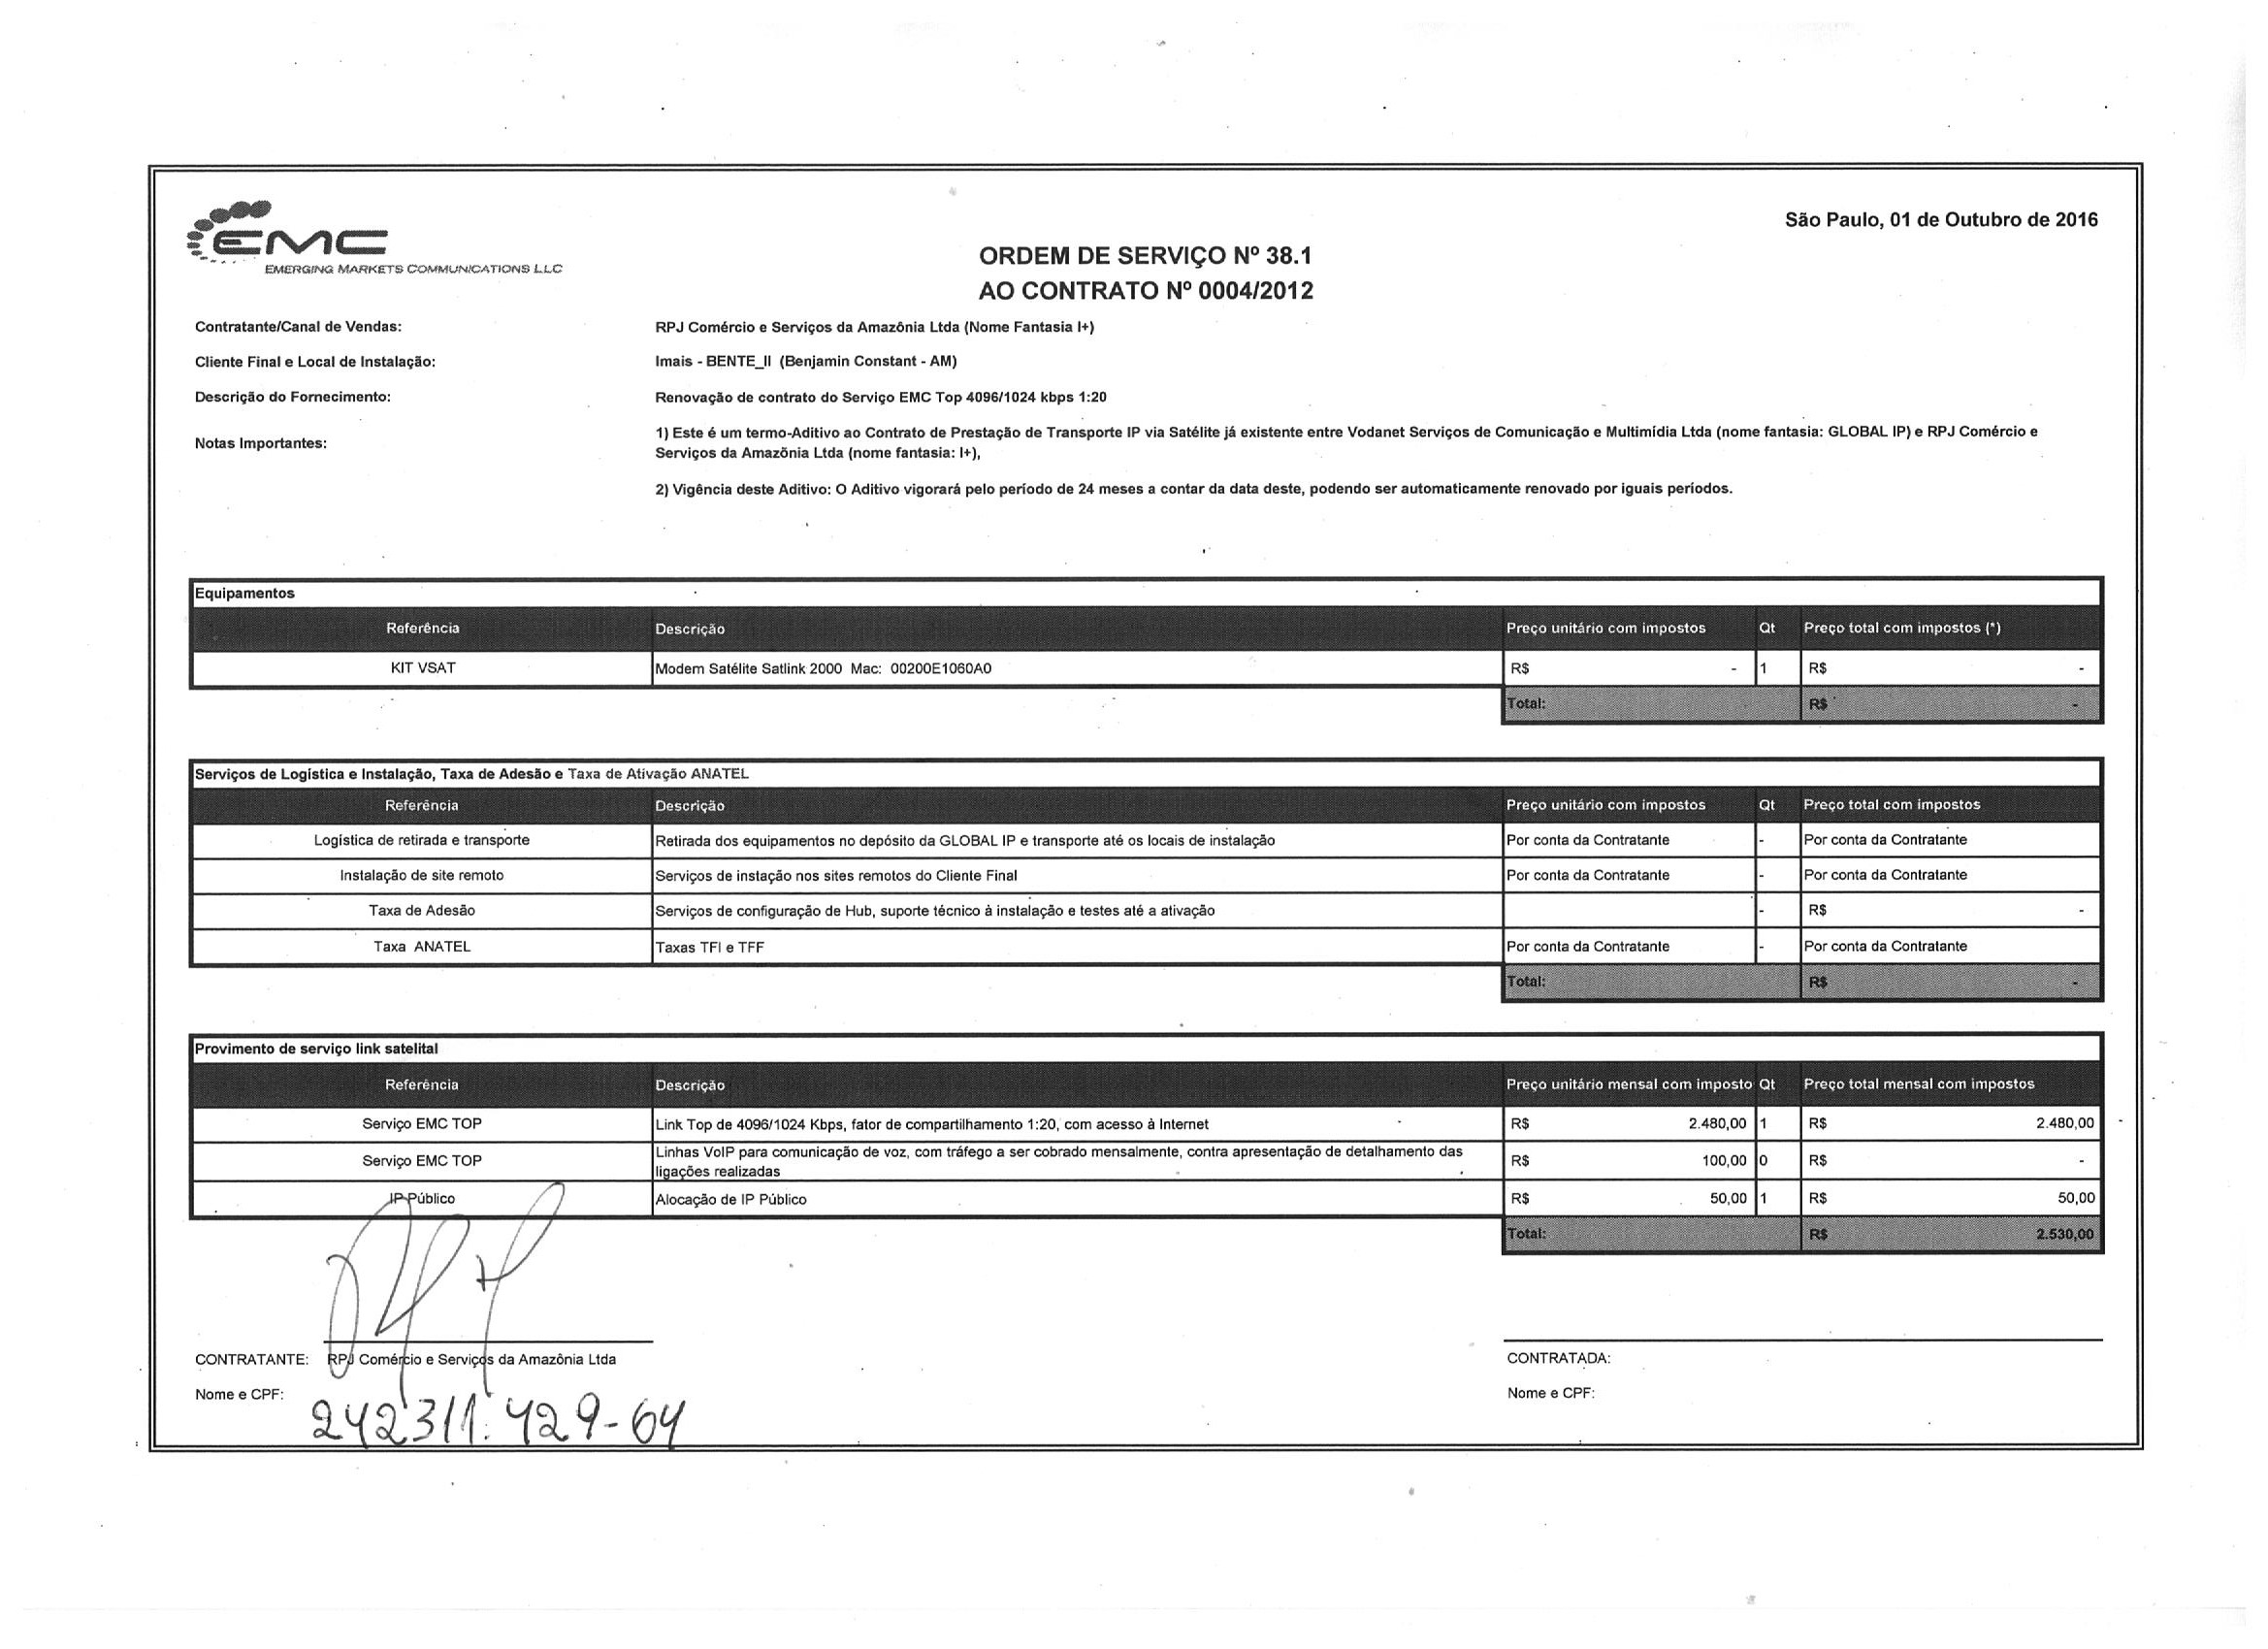 EMC
EMERGING MARKETS COMMUNICATIONS LLC
São Paulo, 01 de Outubro de 2016
ORDEM DE SERVIÇO Nº 38.1
AO CONTRATO Nº 0004/2012
Contratante/Canal de Vendas: RPJ Comércio e Serviços da Amazônia Ltda (Nome Fantasia I+)
Cliente Final e Local de Instalação: Imais - BENTE_II (Benjamin Constant - AM)
Descrição do Fornecimento: Renovação de contrato do Serviço EMC Top 4096/1024 kbps 1:20
Notas Importantes: 1) Este é um termo-Aditivo ao Contrato de Prestação de Transporte IP via Satélite já existente entre Vodanet Serviços de Comunicação e Multimídia Ltda (nome fantasia: GLOBAL IP) e RPJ Comércio e
Serviços da Amazônia Ltda (nome fantasia: I+),
2) Vigência deste Aditivo: O Aditivo vigorará pelo período de 24 meses a contar da data deste, podendo ser automaticamente renovado por iguais períodos.
Equipamentos
Referência Descrição Preço unitário com impostos Qt Preço total com impostos (*)
KIT VSAT Modem Satélite Satlink 2000 Mac: 00200E1060A0 R$ - 1 R$ -
Total: R$ -
Serviços de Logística e Instalação, Taxa de Adesão e Taxa de Ativação ANATEL
Referência Descrição Preço unitário com impostos Qt Preço total com impostos
Logística de retirada e transporte Retirada dos equipamentos no depósito da GLOBAL IP e transporte até os locais de instalação Por conta da Contratante - Por conta da Contratante
Instalação de site remoto Serviços de instação nos sites remotos do Cliente Final Por conta da Contratante - Por conta da Contratante
Taxa de Adesão Serviços de configuração de Hub, suporte técnico à instalação e testes até a ativação - R$ -
Taxa ANATEL Taxas TFI e TFF Por conta da Contratante - Por conta da Contratante
Total: R$ -
Provimento de serviço link satelital
Referência Descrição Preço unitário mensal com imposto Qt Preço total mensal com impostos
Serviço EMC TOP Link Top de 4096/1024 Kbps, fator de compartilhamento 1:20, com acesso à Internet R$ 2.480,00 1 R$ 2.480,00
Serviço EMC TOP Linhas VoIP para comunicação de voz, com tráfego a ser cobrado mensalmente, contra apresentação de detalhamento das
ligações realizadas R$ 100,00 0 R$ -
IP Público Alocação de IP Público R$ 50,00 1 R$ 50,00
Total: R$ 2.530,00
CONTRATANTE: RPJ Comércio e Serviços da Amazônia Ltda
CONTRATADA:
Nome e CPF:
Nome e CPF:
242311.429-64